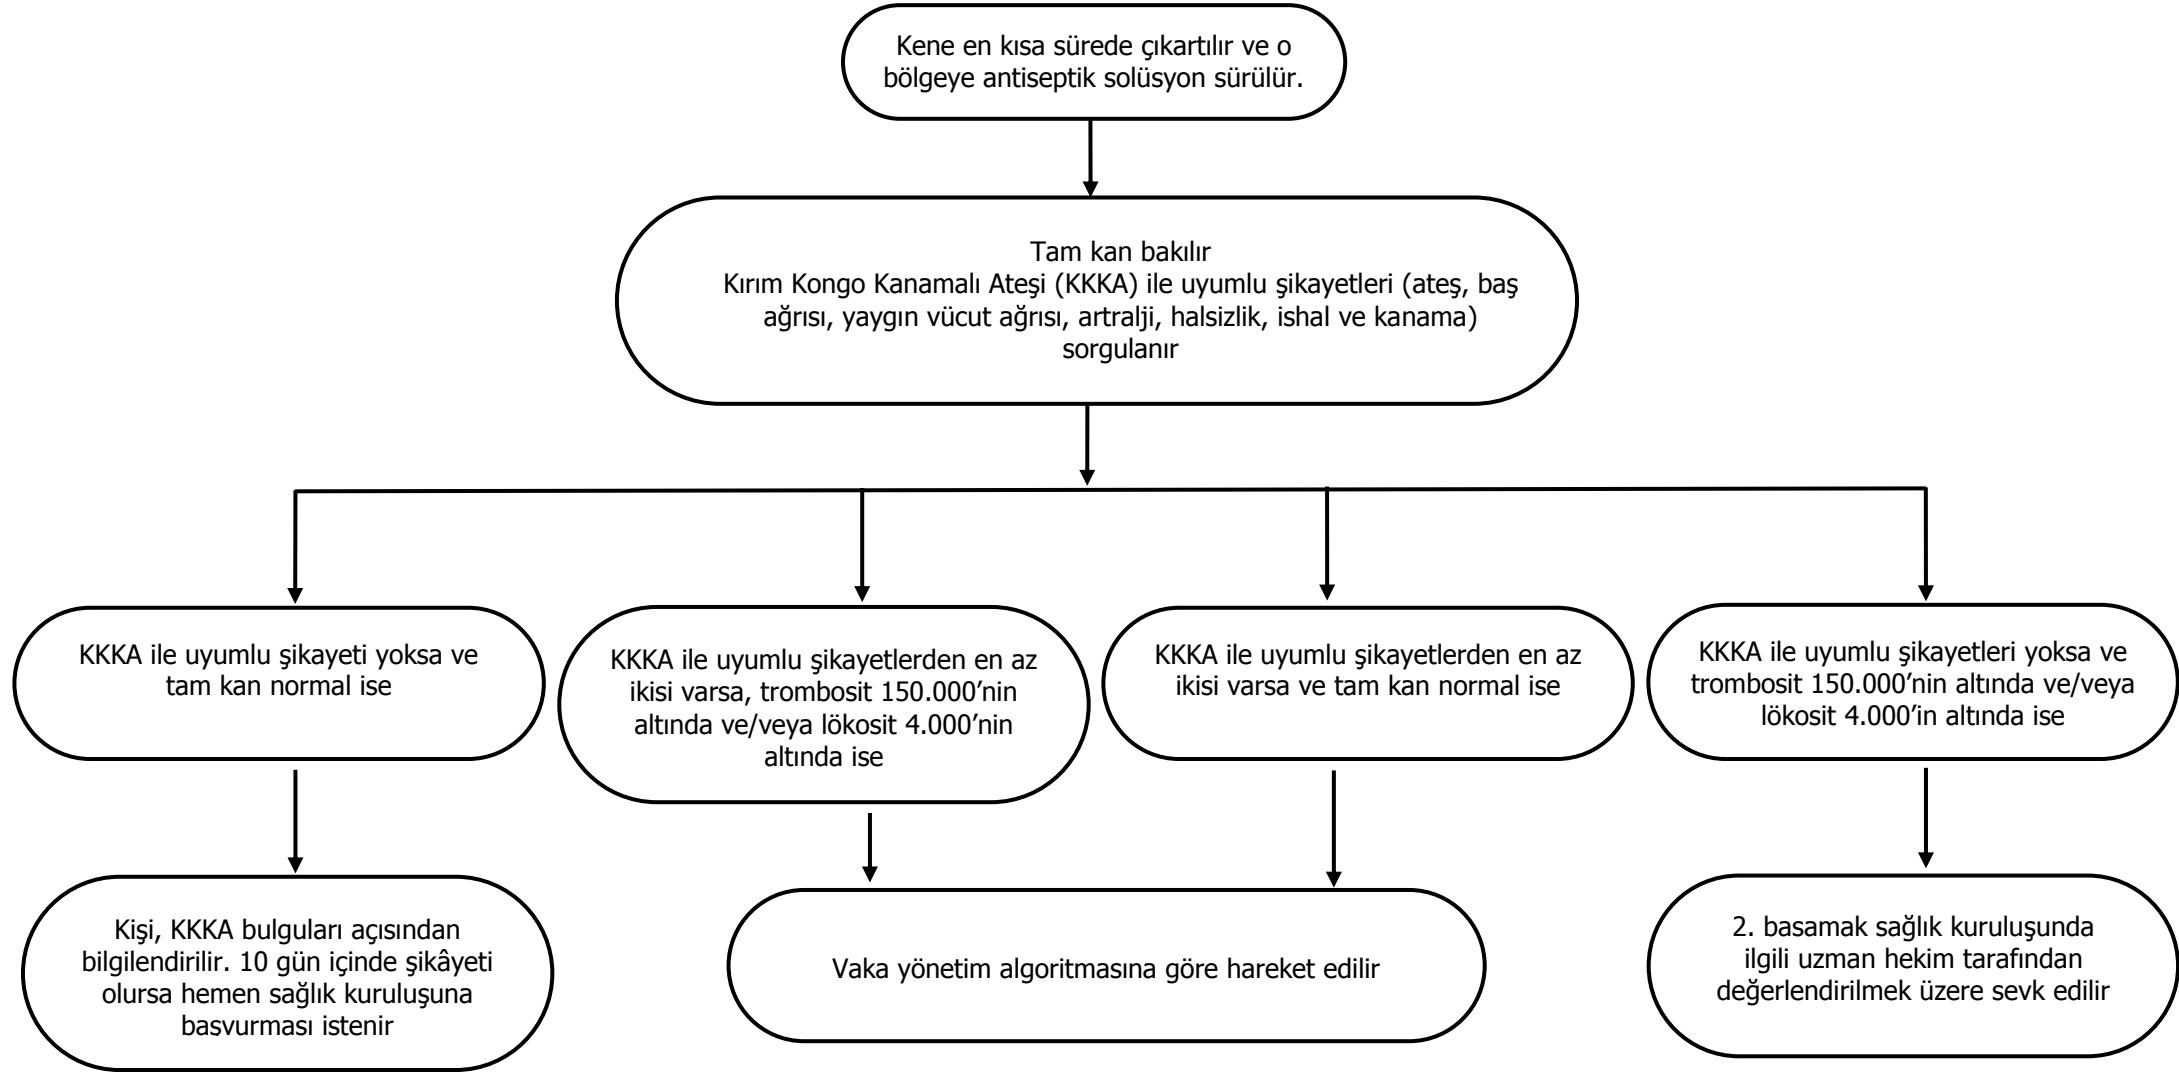 Kene en kısa sürede çıkartılır ve o
bölgeye antiseptik solüsyon sürülür.
Tam kan bakılır
Kırım Kongo Kanamalı Ateşi (KKKA) ile uyumlu şikayetleri (ateş, baş
ağrısı, yaygın vücut ağrısı, artralji, halsizlik, ishal ve kanama)
sorgulanır
KKKA ile uyumlu şikayeti yoksa ve
tam kan normal ise
KKKA ile uyumlu şikayetlerden en az
ikisi varsa, trombosit 150.000’nin
altında ve/veya lökosit 4.000’nin
altında ise
KKKA ile uyumlu şikayetlerden en az
ikisi varsa ve tam kan normal ise
KKKA ile uyumlu şikayetleri yoksa ve
trombosit 150.000’nin altında ve/veya
lökosit 4.000’in altında ise
Kişi, KKKA bulguları açısından
bilgilendirilir. 10 gün içinde şikâyeti
olursa hemen sağlık kuruluşuna
basvurması istenir
Vaka yönetim algoritmasına göre hareket edilir
2. basamak sağlık kuruluşunda
ilgili uzman hekim tarafından
değerlendirilmek üzere sevk edilir